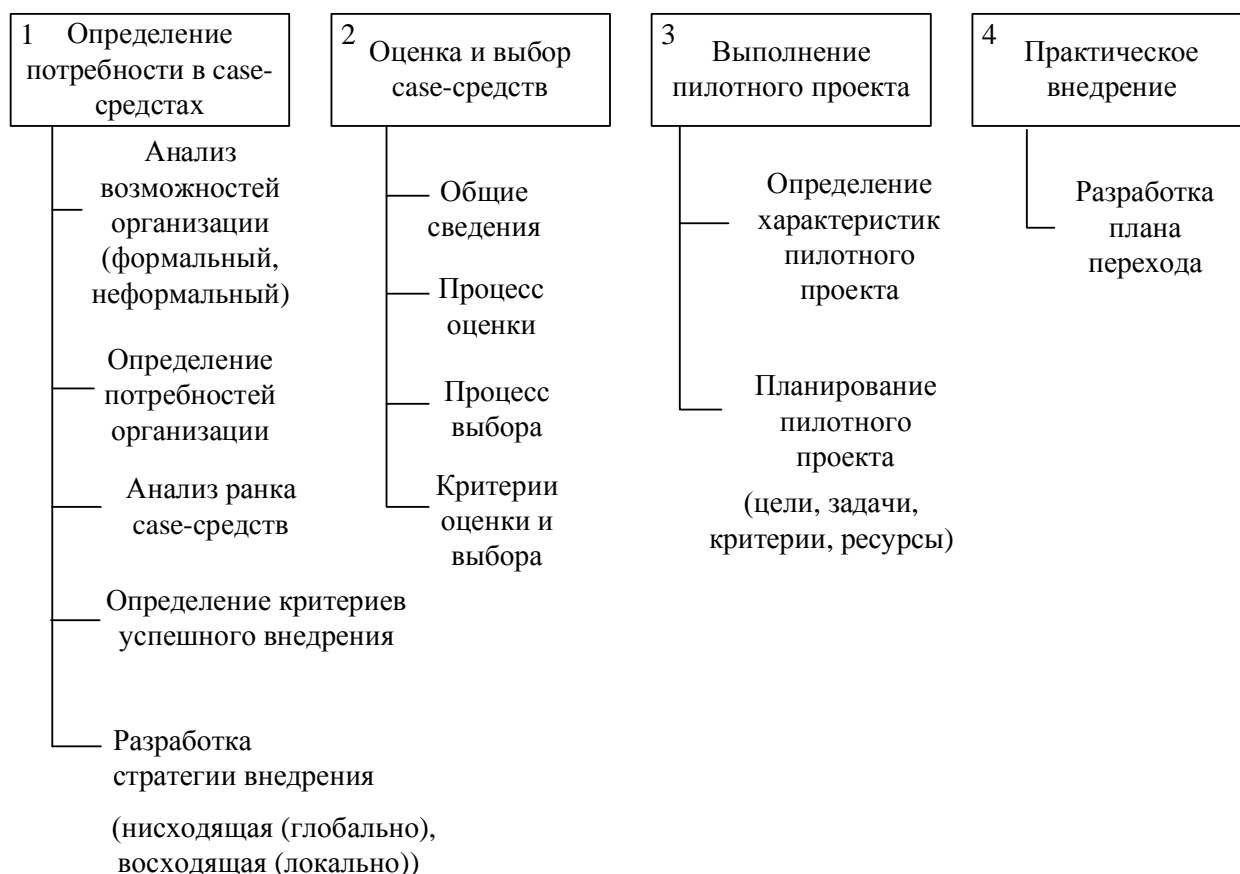 1 Определение
потребности в case-
средстах
Анализ
возможностей
организации
(формальный,
неформальный)
Определение
потребностей
организации
Анализ ранка
case-средств
Определение критериев
успешного внедрения
Разработка
стратегии внедрения
(нисходящая (глобально),
восходящая (локально))
2 Оценка и выбор
case-средств
Общие
сведения
Процесс
оценки
Процесс
выбора
Критерии
оценки и
выбора
3 Выполнение
пилотного проекта
Определение
характеристик
пилотного
проекта
Планирование
пилотного
проекта
(цели, задачи,
критерии, ресурсы)
4 Практическое
внедрение
Разработка
плана
перехода